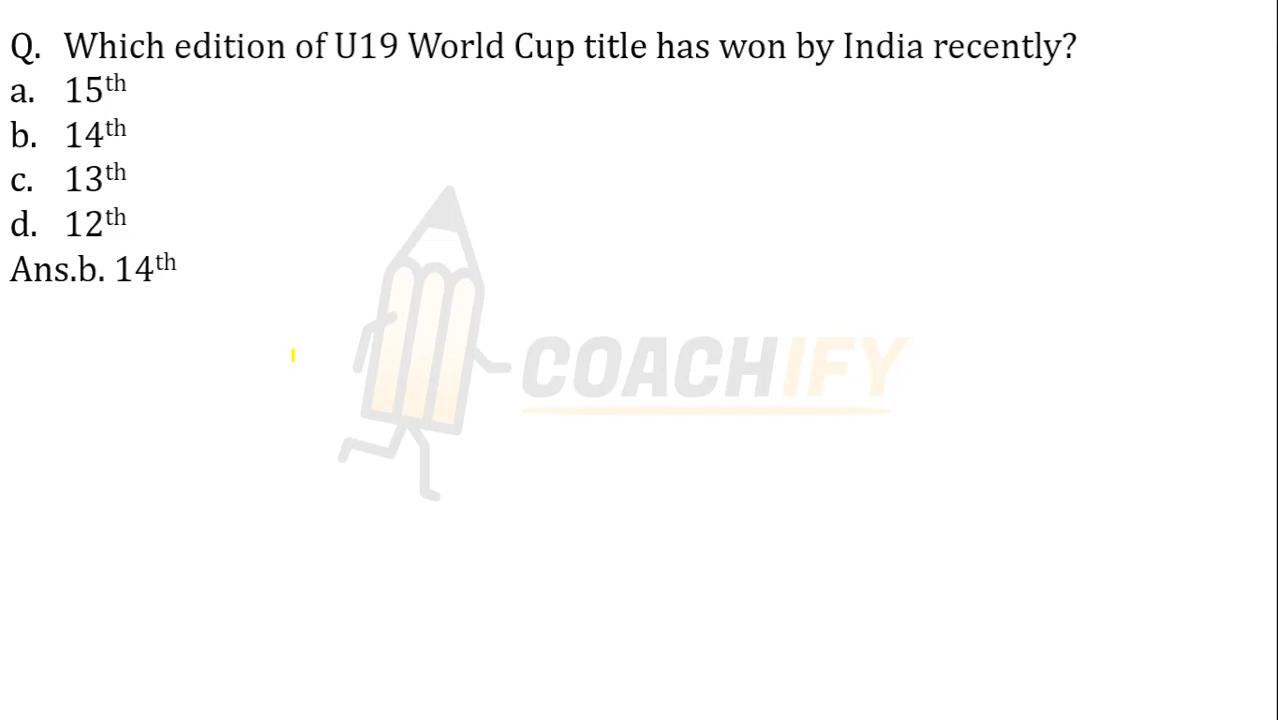 Q. Which edition of U19 World Cup title has won by India recently?
a. 15th
b. 14th
c. 13th
d. 12th
Ans.b. 14th
COACHIFY